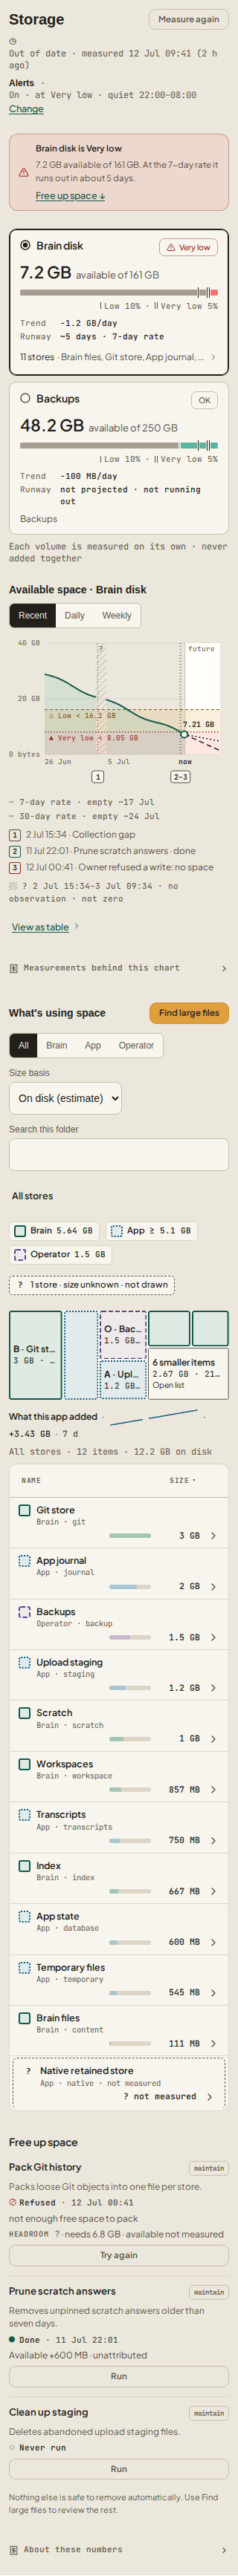 Storage
Measure again
Out of date · measured 12 Jul 09:41 (2 h
ago)
Alerts ·
On · at Very low · quiet 22:00–08:00
Change
Brain disk is Very low
7.2 GB available of 161 GB. At the 7-day rate it
runs out in about 5 days.
Free up space ↓
Brain disk
Very low
7.2 GB available of 161 GB
Low 10% · Very low 5%
Trend -1.2 GB/day
Runway ~5 days · 7-day rate
11 stores · Brain files, Git store, App journal, …
Backups
OK
48.2 GB available of 250 GB
Low 10% · Very low 5%
Trend -100 MB/day
Runway not projected · not running
out
Backups
Each volume is measured on its own · never
added together
Available space · Brain disk
Recent Daily Weekly
40 GB
?
future
20 GB
△ Low < 16.1 GB
7.21 GB
▲ Very low < 8.05 GB
0 bytes
26 Jun 5 Jul now
1 2–3
7-day rate · empty ~17 Jul
30-rate · empty ~24 Jul
1 2 Jul 15:34 · Collection gap
2 11 Jul 22:01 · Prune scratch answers · done
3 12 Jul 00:41 · Owner refused a write: no space
? 2 Jul 15:34–3 Jul 09:34 · no
observation · not zero
View as table
Measurements behind this chart
What's using space
Find large files
All Brain App Operator
Size basis
On disk (estimate)
Search this folder
All stores
Brain 5.64 GB
App ≥ 5.1 GB
Operator 1.5 GB
? 1 store · size unknown · not drawn
B · Git st…
3 GB · …
O · Bac…
1.5 GB…
A · Upl…
1.2 GB…
6 smaller items
2.67 GB · 21…
Open list
What this app added ·
+3.43 GB · 7 d
All stores · 12 items · 12.2 GB on disk
NAME SIZE
Git store
Brain · git
3 GB
App journal
App · journal
2 GB
Backups
Operator · backup
1.5 GB
Upload staging
App · staging
1.2 GB
Scratch
Brain · scratch
1 GB
Workspaces
Brain · workspace
857 MB
Transcripts
App · transcripts
750 MB
Index
Brain · index
667 MB
App state
App · database
600 MB
Temporary files
App · temporary
545 MB
Brain files
Brain · content
111 MB
? Native retained store
App · native · not measured
? not measured
Free up space
Pack Git history
maintain
Packs loose Git objects into one file per store.
Refused · 12 Jul 00:41
not enough free space to pack
HEADROOM ? · needs 6.8 GB · available not measured
Try again
Prune scratch answers
maintain
Removes unpinned scratch answers older than
seven days.
Done · 11 Jul 22:01
Available +600 MB · unattributed
Run
Clean up staging
maintain
Deletes abandoned upload staging files.
Never run
Run
Nothing else is safe to remove automatically. Use Find
large files to review the rest.
About these numbers